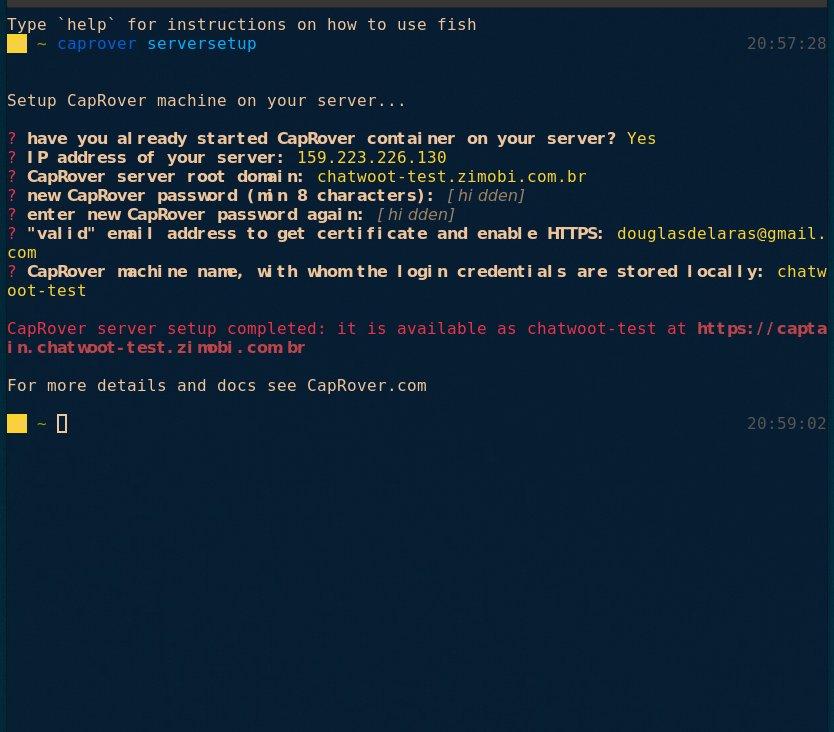 Type `help` for instructions on how to use fish
~ caprover serversetup 20:57:28
Setup CapRover machine on your server...
? have you already started CapRover container on your server? Yes
? IP address of your server: 159.223.226.130
? CapRover server root domain: chatwoot-test.zimobi.com.br
? new CapRover password (min 8 characters): [hidden]
? enter new CapRover password again: [hidden]
? "valid" email address to get certificate and enable HTTPS: douglasdelaras@gmail.
com
? CapRover machine name, with whom the login credentials are stored locally: chatw
oot-test
CapRover server setup completed: it is available as chatwoot-test at https://capta
in.chatwoot-test.zimobi.com.br
For more details and docs see CapRover.com
~ 20:59:02